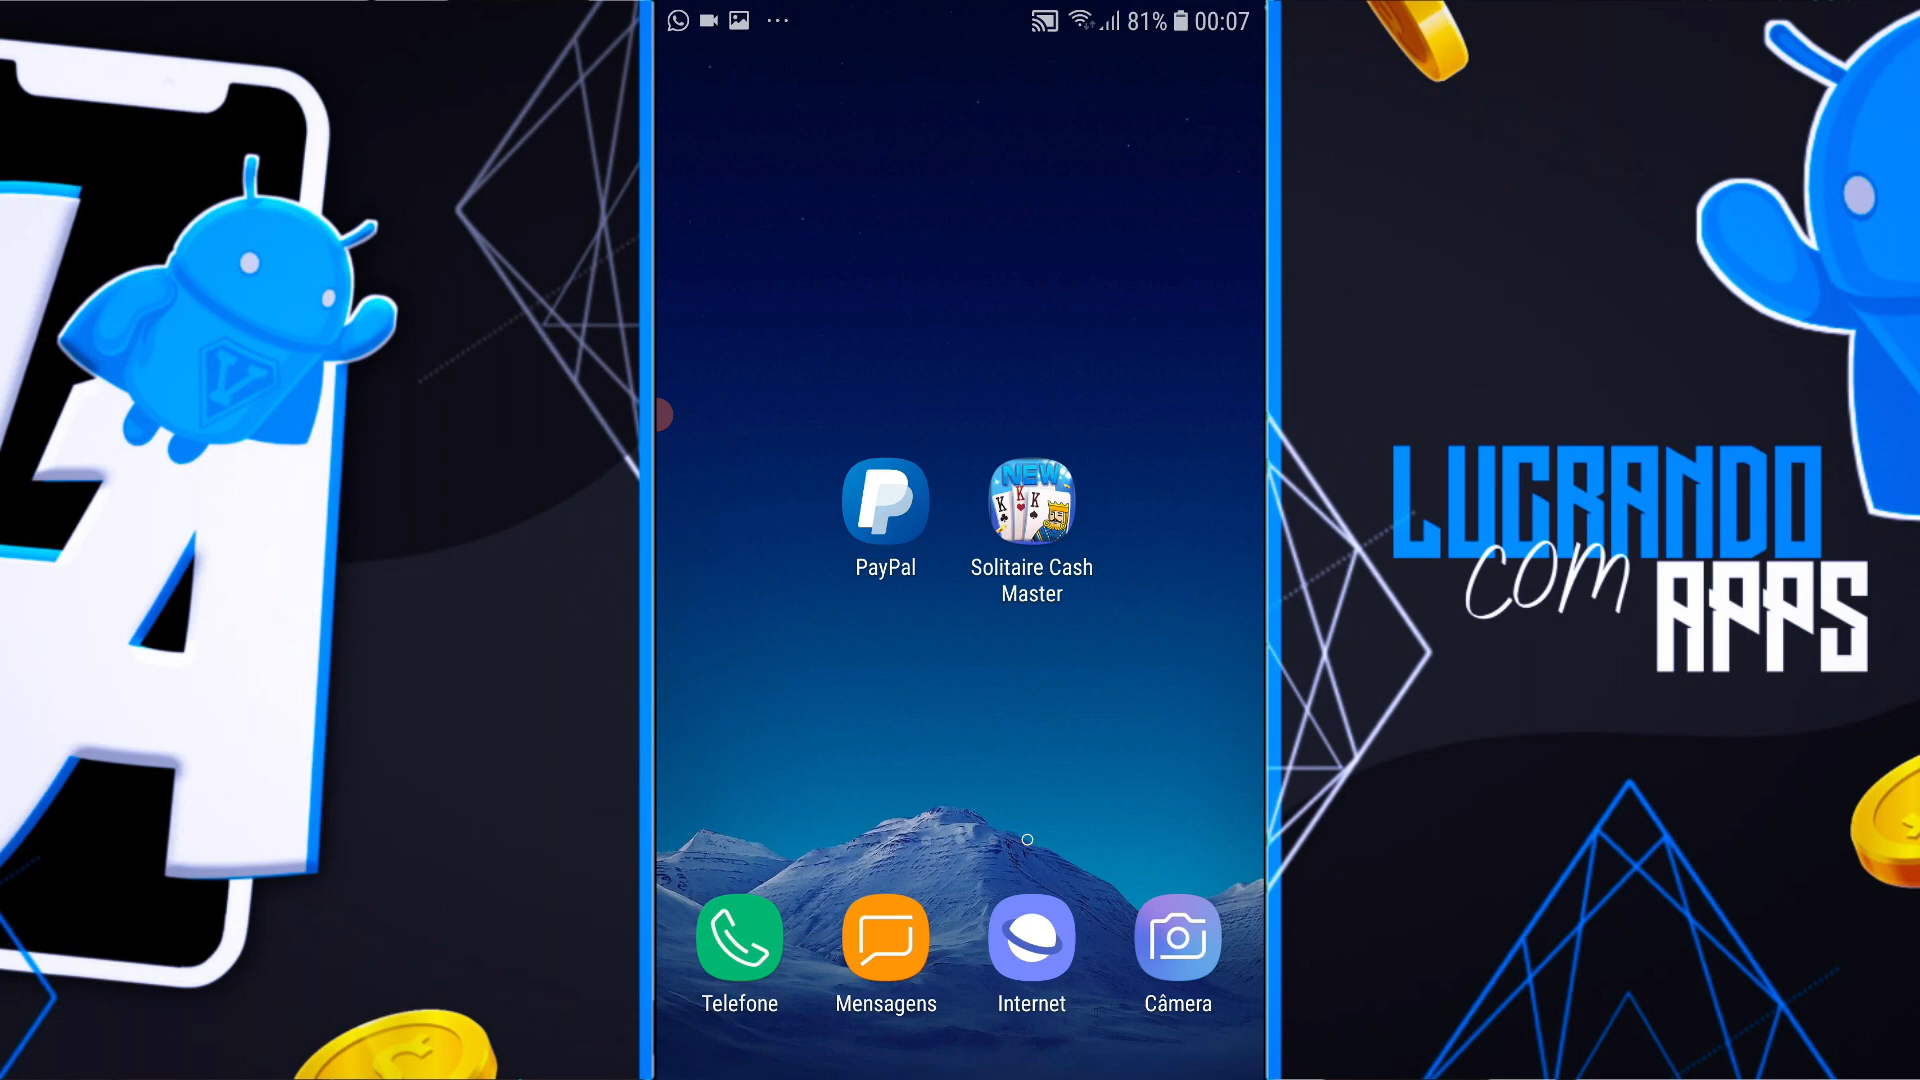 81% 00:07
NEW
K K K
PayPal
Solitaire Cash
Master
Telefone
Mensagens
Internet
Câmera
LUCRANDO
com
APPS
A
V